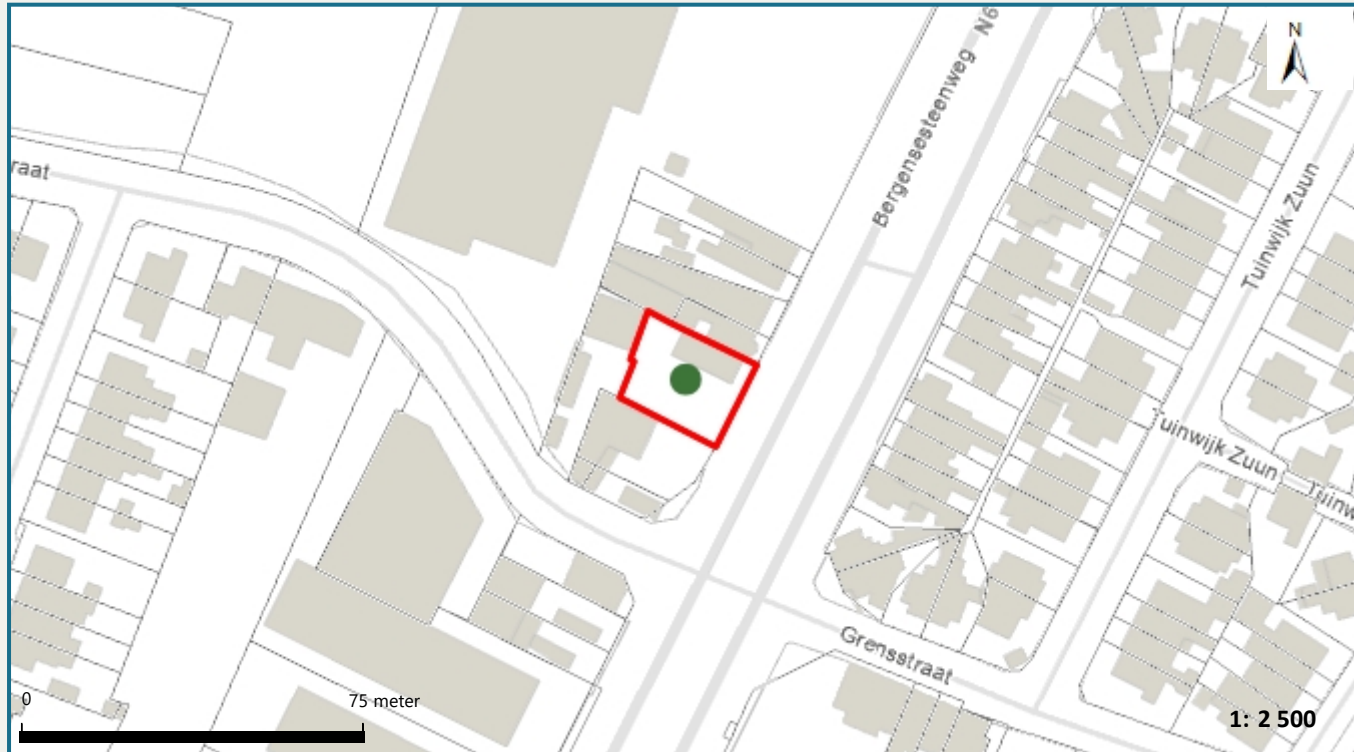 N
Bergensesteenweg N6
raat
Tuinwijk Zuun
Tuinwijk Zuun
Tuinw
Grensstraat
0
75 meter
1: 2 500